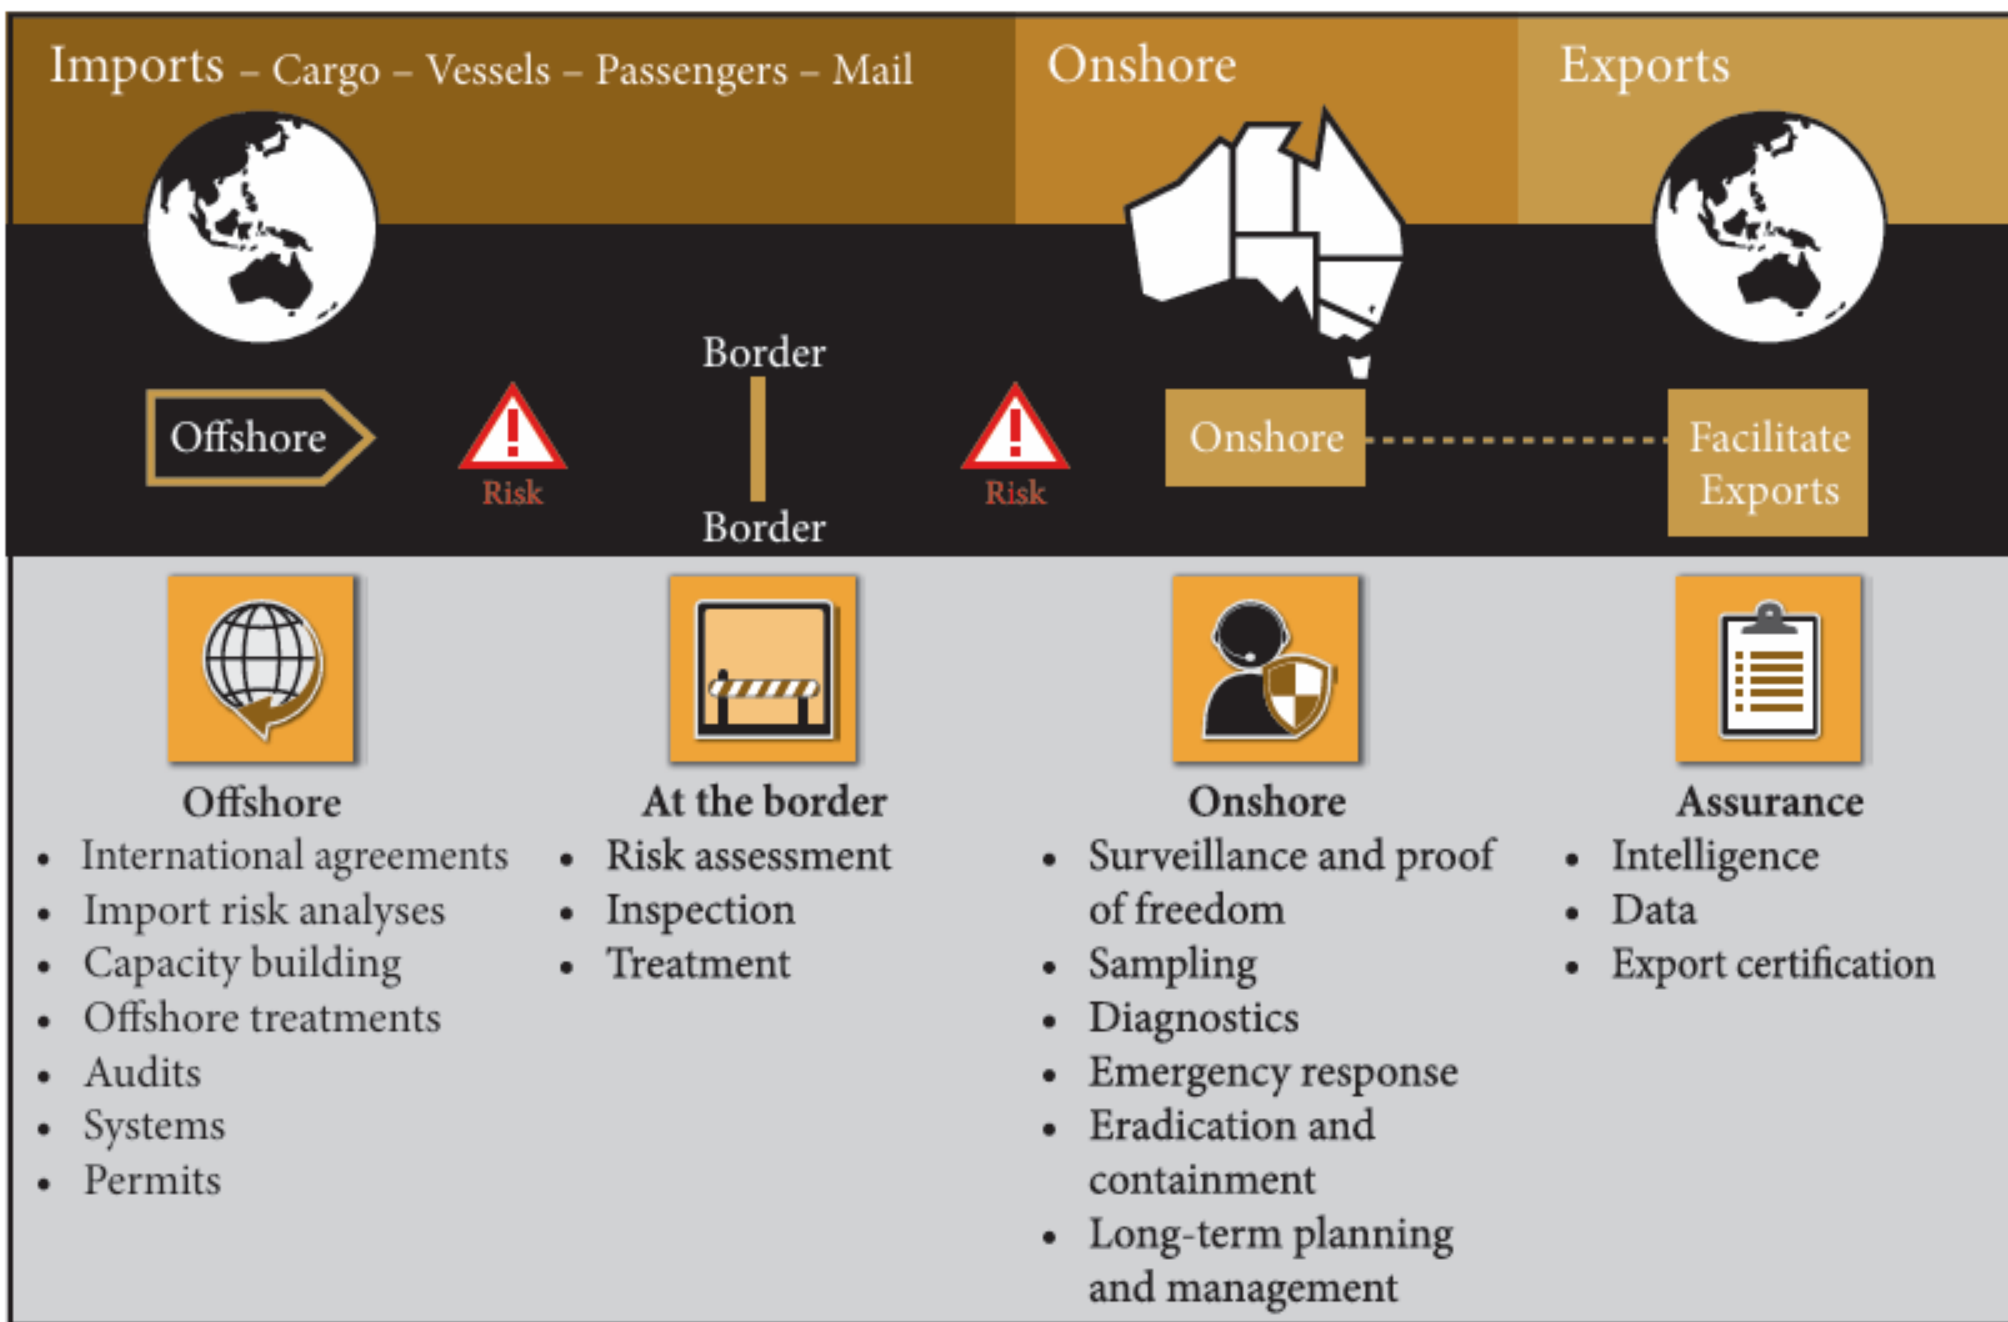 Imports – Cargo – Vessels – Passengers – Mail
Onshore
Exports
Offshore
Risk
Border
Border
Risk
Onshore
Facilitate
Exports
Offshore
• International agreements
• Import risk analyses
• Capacity building
• Offshore treatments
• Audits
• Systems
• Permits
At the border
• Risk assessment
• Inspection
• Treatment
Onshore
• Surveillance and proof
of freedom
• Sampling
• Diagnostics
• Emergency response
• Eradication and
containment
• Long-term planning
and management
Assurance
• Intelligence
• Data
• Export certification